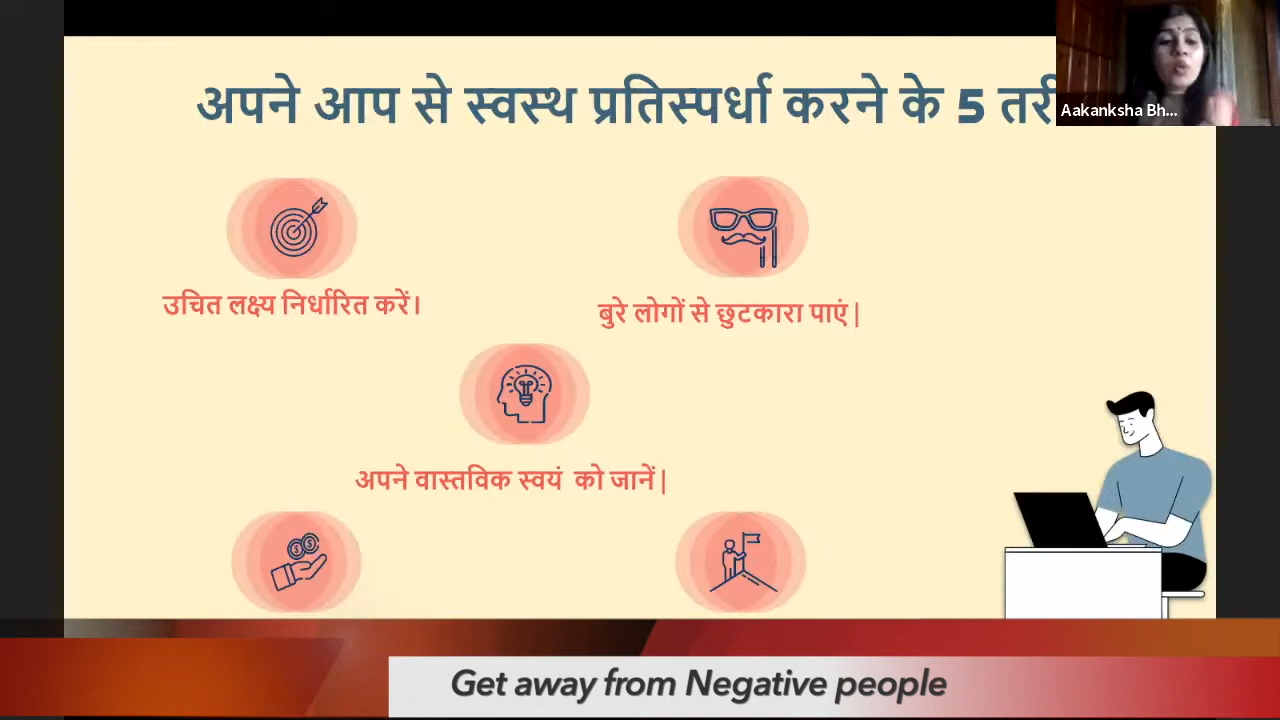 अपने आप से स्वस्थ प्रतिस्पर्धा करने के 5
Aakanksha Bh...
उचित लक्ष्य निर्धारित करें।
बुरे लोगों से छुटकारा पाएं |
अपने वास्तविक स्वयं को जानें |
Get away from Negative people